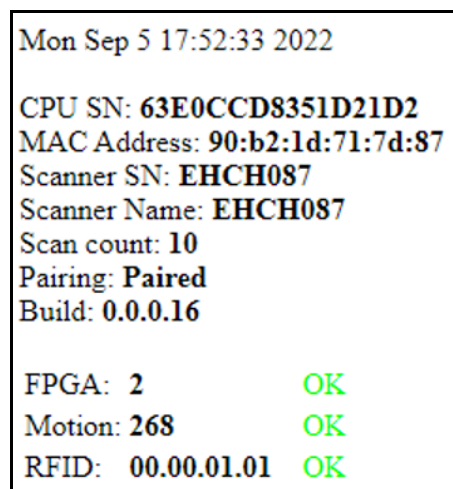 Mon Sep 5 17:52:33 2022
CPU SN: 63E0CCD8351D21D2
MAC Address: 90:b2:1d:71:7d:87
Scanner SN: EHCH087
Scanner Name: EHCH087
Scan count: 10
Pairing: Paired
Build: 0.0.0.16
FPGA: 2 OK
Motion: 268 OK
RFID: 00.00.01.01 OK